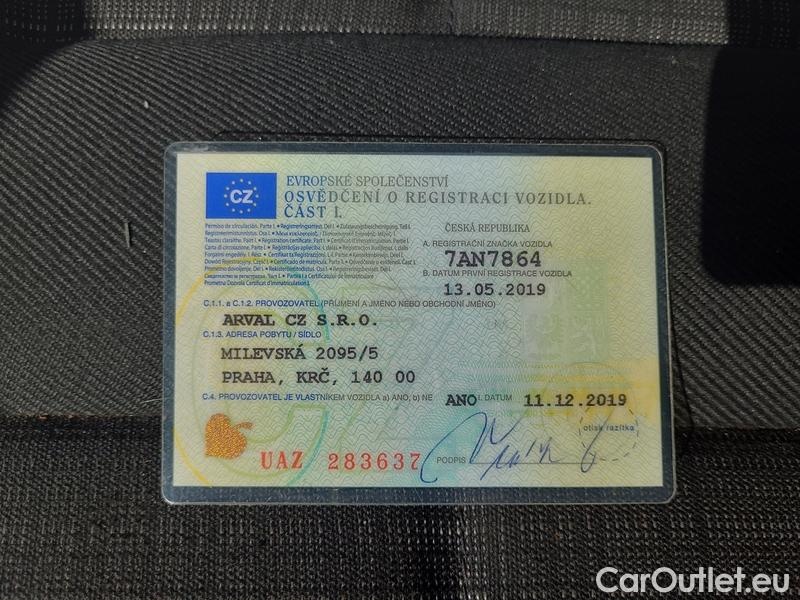 CZ
EVROPSKÉ SPOLEČENSTVÍ
OSVĚDČENÍ O REGISTRACI VOZIDLA.
ČÁST I.
ČESKÁ REPUBLIKA
A. REGISTRAČNÍ ZNAČKA VOZIDLA
7AN7864
B. DATUM PRVNÍ REGISTRACE VOZIDLA
13.05.2019
C.1.1. a C.1.2. PROVOZOVATEL (PŘÍJMENÍ A JMÉNO NEBO OBCHODNÍ JMÉNO)
ARVAL CZ S.R.O.
C.1.3. ADRESA POBYTU / SÍDLO
MILEVSKÁ 2095/5
PRAHA, KRČ, 140 00
C.4. PROVOZOVATEL JE VLASTNÍKEM VOZIDLA a) ANO, b) NE ANO I. DATUM 11.12.2019
otisk razítka
UAZ 283637 PODPIS
CarOutlet.eu